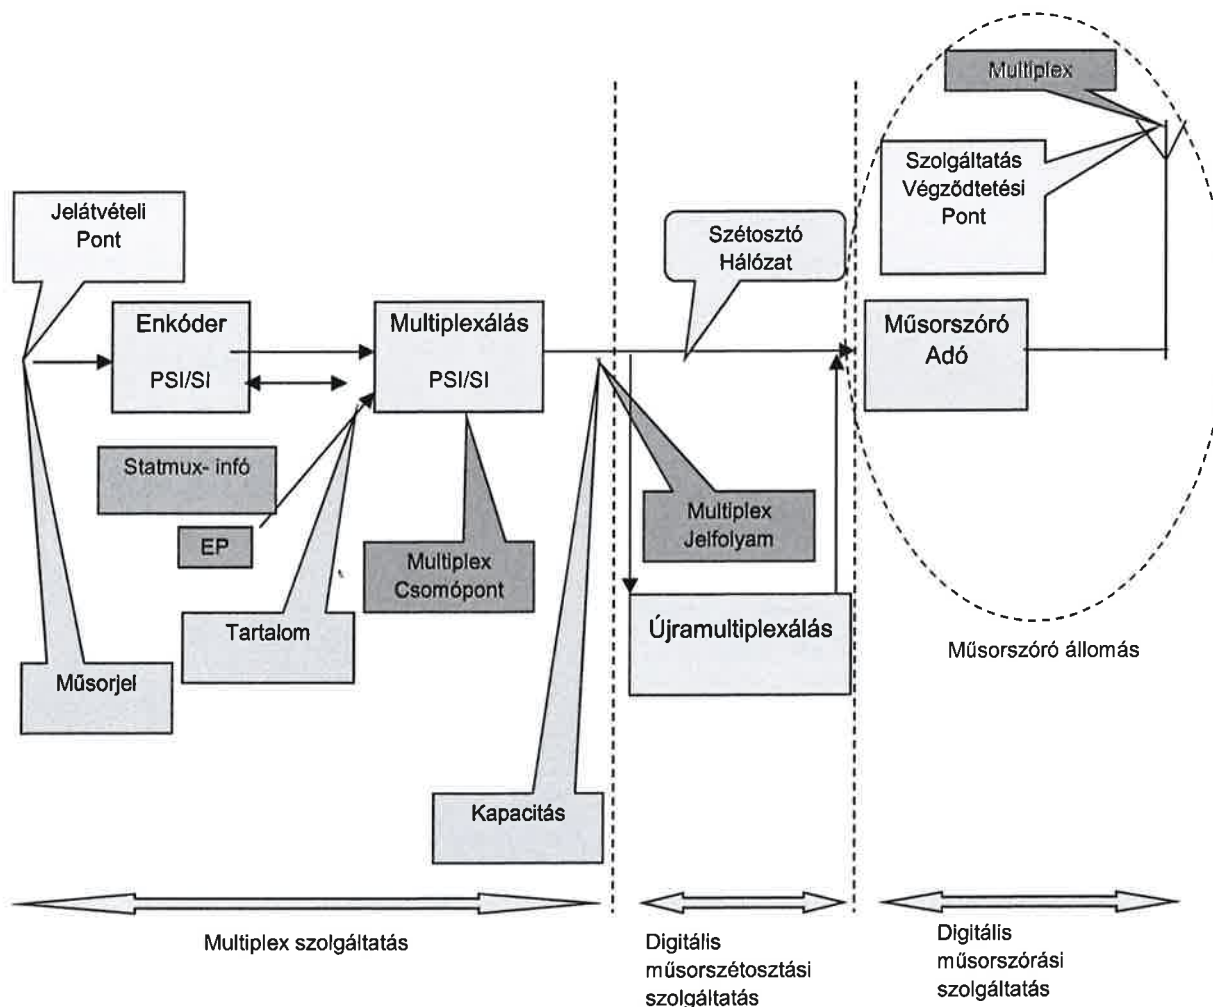 Multiplex
Szolgáltatás
Végződtetési
Pont
Jelátvételi
Pont
Szétosztó
Hálózat
Enkóder
PSI/SI
Multiplexálás
PSI/SI
Műsorszóró
Adó
Statmux- infó
EP
Multiplex
Csomópont
Multiplex
Jelfolyam
Tartalom
Újramultiplexálás
Műsorszóró állomás
Műsorjel
Kapacitás
Multiplex szolgáltatás
Digitális
műsorszétosztási
szolgáltatás
Digitális
műsorszórási
szolgáltatás